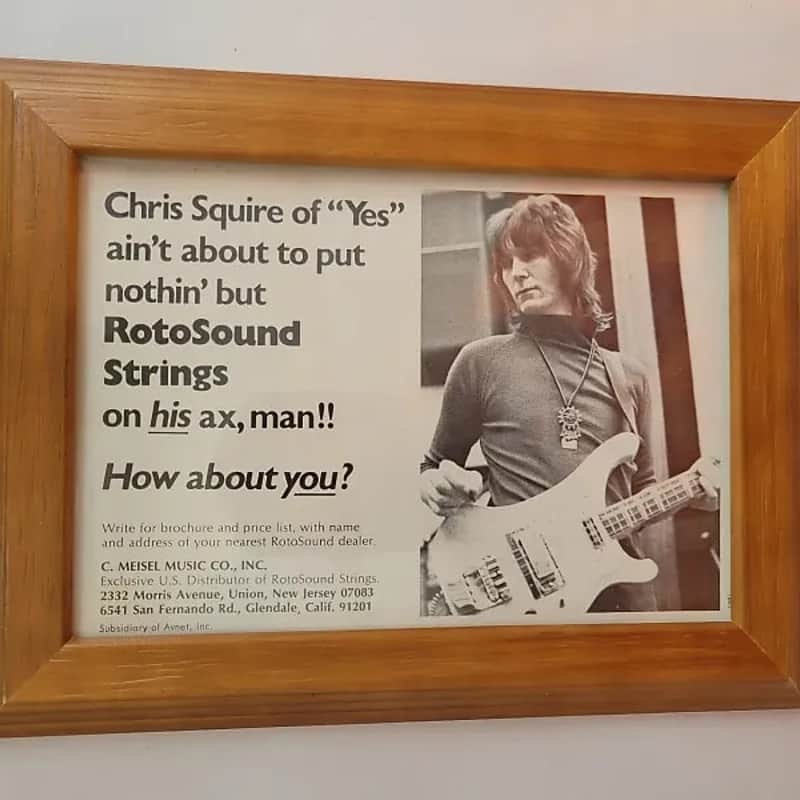 Chris Squire of “Yes”
ain’t about to put
nothin’ but
RotoSound
Strings
on his ax, man!!
How about you?
Write for brochure and price list, with name
and address of your nearest RotoSound dealer.
C. MEISEL MUSIC CO., INC.
Exclusive U.S. Distributor of RotoSound Strings.
2332 Morris Avenue, Union, New Jersey 07083
6541 San Fernando Rd., Glendale, Calif. 91201
Subsidiary of Avnet, Inc.